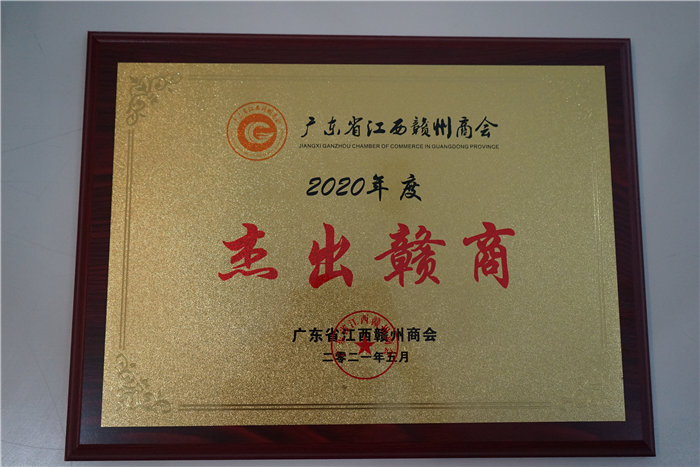 广东省江西赣州商会
JIANGXI GANZHOU CHAMBER OF COMMERCE IN GUANGDONG PROVINCE
2020年度
杰出赣商
广东省江西赣州商会
二零二一年五月